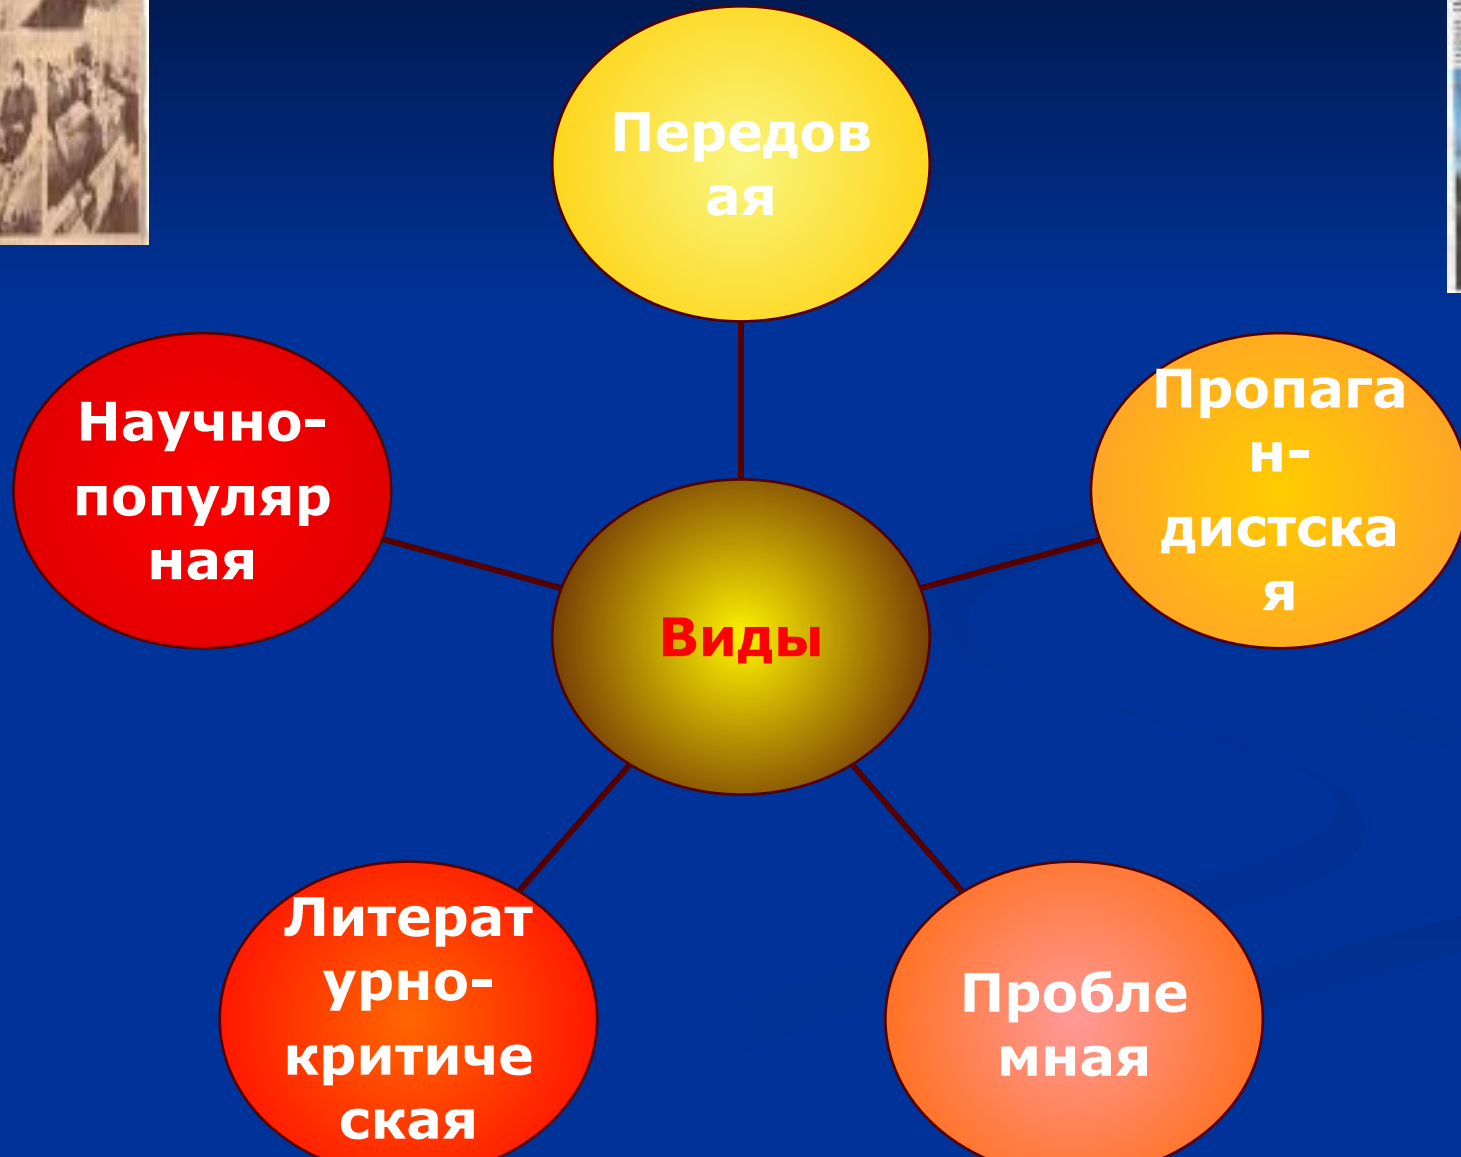 Передов
ая
Научно-
популяр
ная
Пропага
н-
дистска
я
Виды
Литерат
урно-
критиче
ская
Пробле
мная